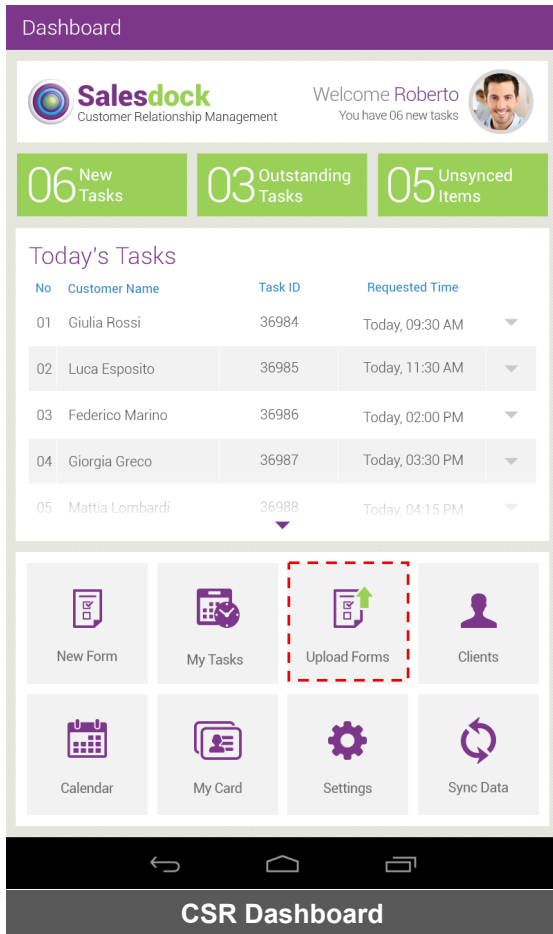 Dashboard
Salesdock
Customer Relationship Management
Welcome Roberto
You have 06 new tasks
06 New Tasks
03 Outstanding Tasks
05 Unsynced Items
Today's Tasks
No Customer Name Task ID Requested Time
01 Giulia Rossi 36984 Today, 09:30 AM
02 Luca Esposito 36985 Today, 11:30 AM
03 Federico Marino 36986 Today, 02:00 PM
04 Giorgia Greco 36987 Today, 03:30 PM
05 Mattia Lombardi 36988 Today, 04:15 PM
New Form My Tasks Upload Forms Clients
Calendar My Card Settings Sync Data
CSR Dashboard